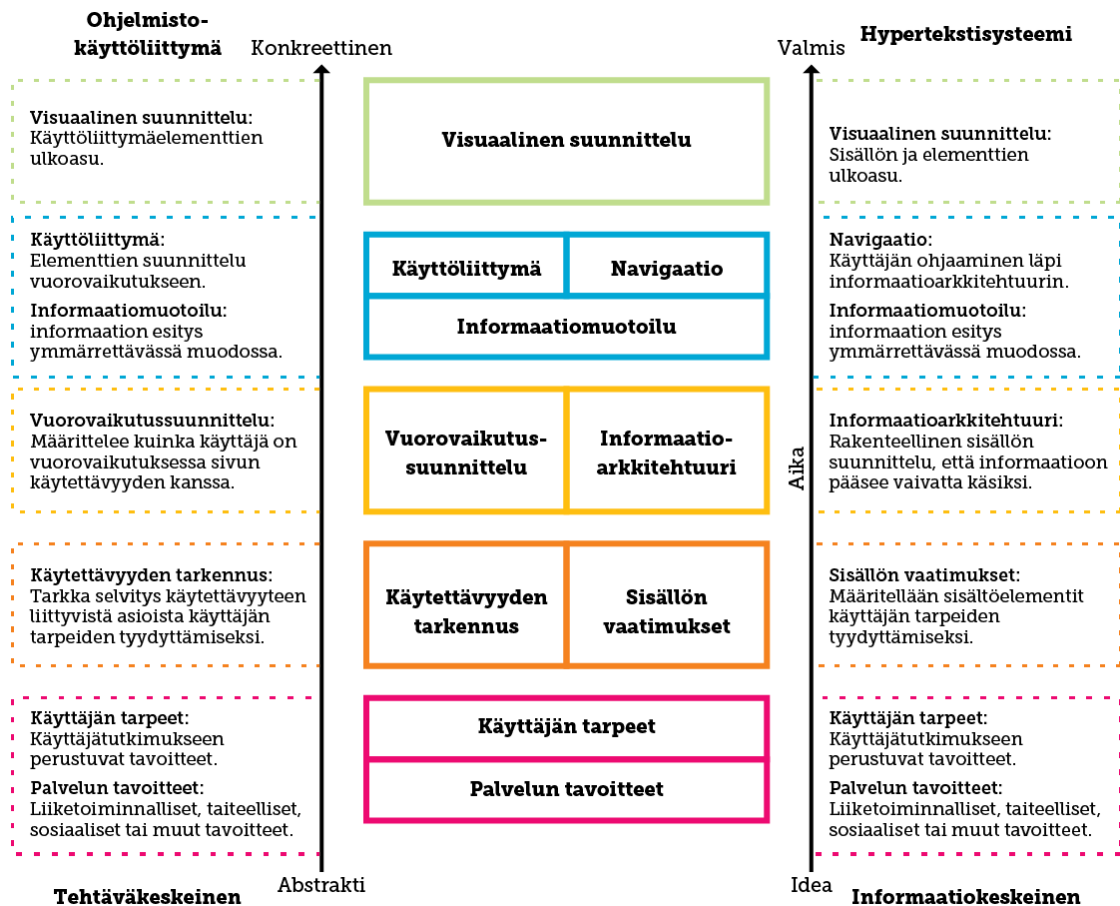 Ohjelmisto-
käyttöliittymä
Konkreettinen
Valmis
Hypertekstisysteemi
Visuaalinen suunnittelu:
Käyttöliittymäelementtien
ulkoasu.
Visuaalinen suunnittelu
Visuaalinen suunnittelu:
Sisällön ja elementtien
ulkoasu.
Käyttöliittymä:
Elementtien suunnittelu
vuorovaikutukseen.
Informaatiomuotoilu:
informaation esitys
ymmärrettävässä muodossa.
Käyttöliittymä
Navigaatio
Informaatiomuotoilu
Navigaatio:
Käyttäjän ohjaaminen läpi
informaatioarkkitehtuurin.
Informaatiomuotoilu:
informaation esitys
ymmärrettävässä muodossa.
Vuorovaikutussuunnittelu:
Määrittelee kuinka käyttäjä on
vuorovaikutuksessa sivun
käytettävyyden kanssa.
Vuorovaikutus-
suunnittelu
Informaatio-
arkkitehtuuri
Aika
Informaatioarkkitehtuuri:
Rakenteellinen sisällön
suunnittelu, että informaatioon
pääsee vaivatta käsiksi.
Käytettävyyden tarkennus:
Tarkka selvitys käytettävyyteen
liittyvistä asioista käyttäjän
tarpeiden tyydyttämiseksi.
Käytettävyyden
tarkennus
Sisällön
vaatimukset
Sisällön vaatimukset:
Määritellään sisältöelementit
käyttäjän tarpeiden
tyydyttämiseksi.
Käyttäjän tarpeet:
Käyttäjätutkimukseen
perustuvat tavoitteet.
Palvelun tavoitteet:
Liiketoiminnalliset, taiteelliset,
sosiaaliset tai muut tavoitteet.
Käyttäjän tarpeet
Palvelun tavoitteet
Käyttäjän tarpeet:
Käyttäjätutkimukseen
perustuvat tavoitteet.
Palvelun tavoitteet:
Liiketoiminnalliset, taiteelliset,
sosiaaliset tai muut tavoitteet.
Tehtäväkeskeinen
Abstrakti
Idea
Informaatiokeskeinen